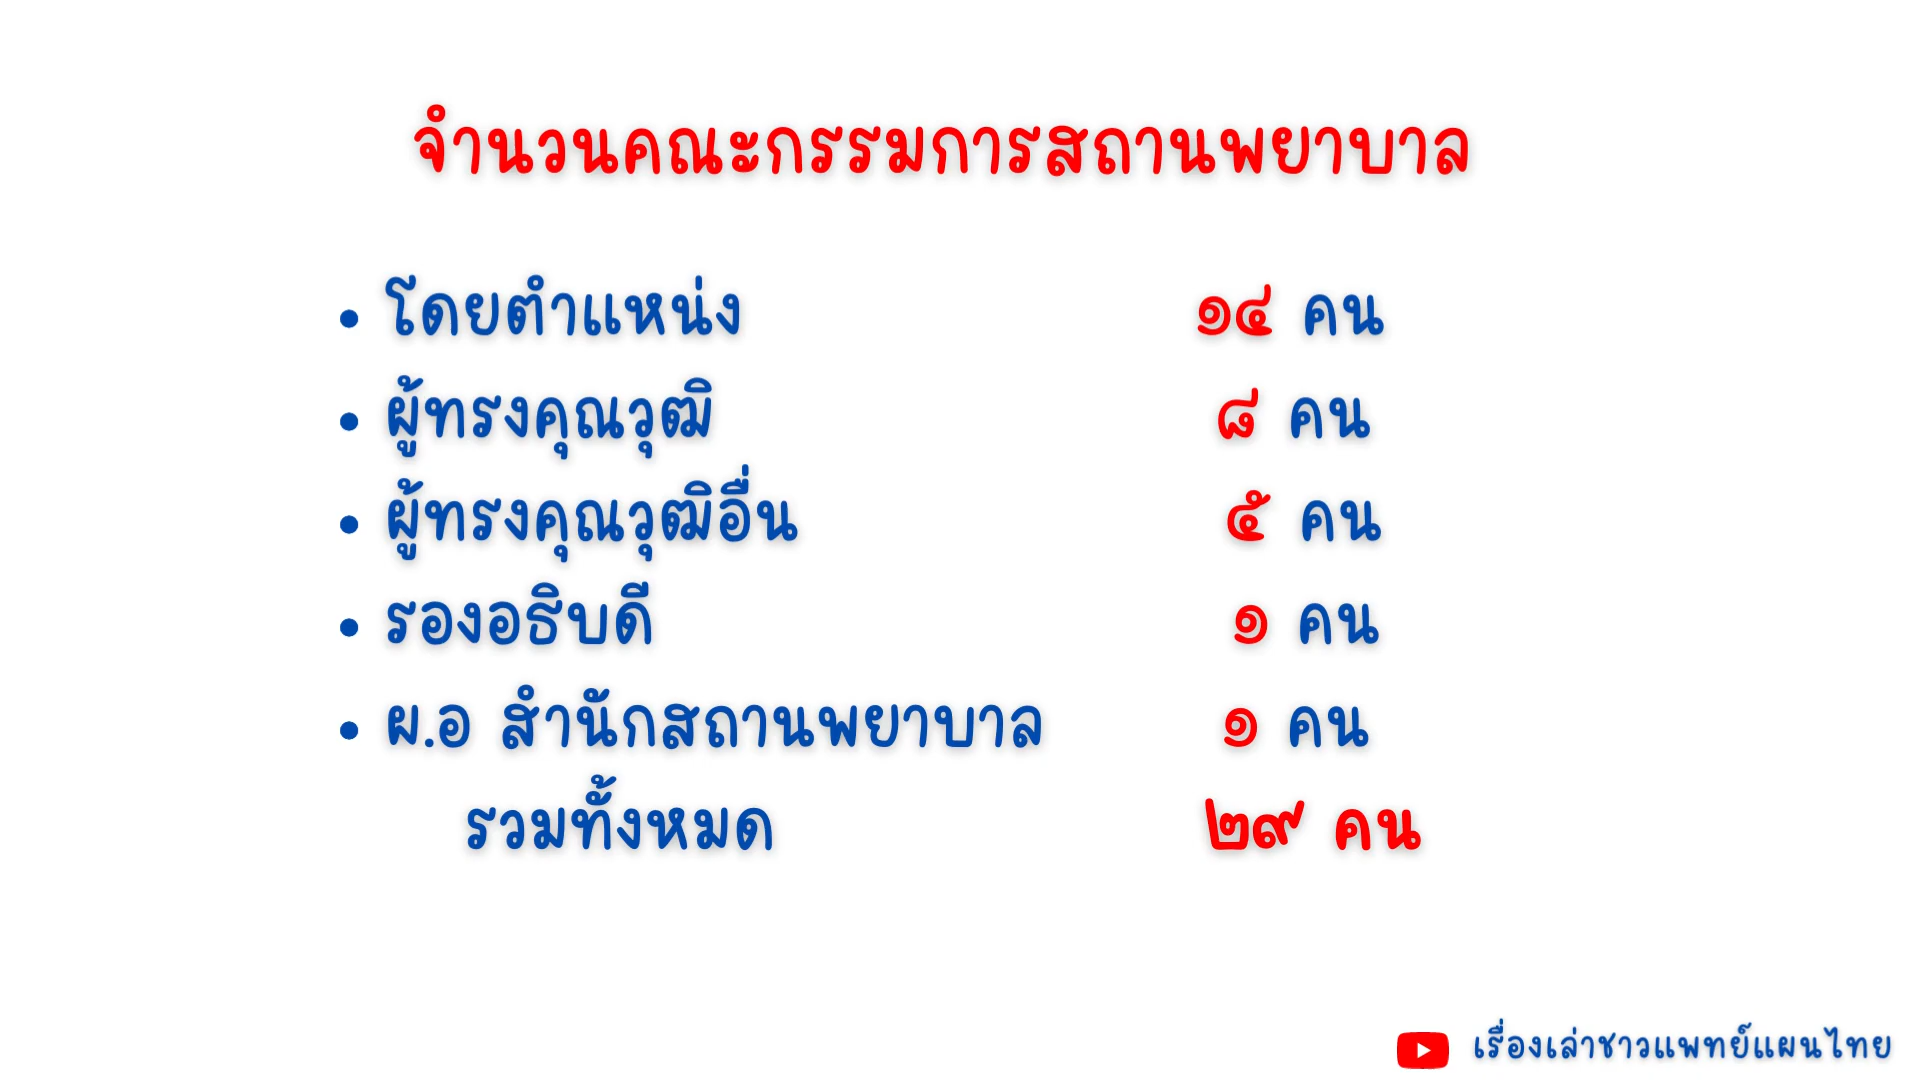 จำนวนคณะกรรมการสถานพยาบาล
• โดยตำแหน่ง ๑๔ คน
• ผู้ทรงคุณวุฒิ ๘ คน
• ผู้ทรงคุณวุฒิอื่น ๕ คน
• รองอธิบดี ๑ คน
• ผ.อ สำนักสถานพยาบาล ๑ คน
รวมทั้งหมด ๒๙ คน
เรื่องเล่าชาวแพทย์แผนไทย